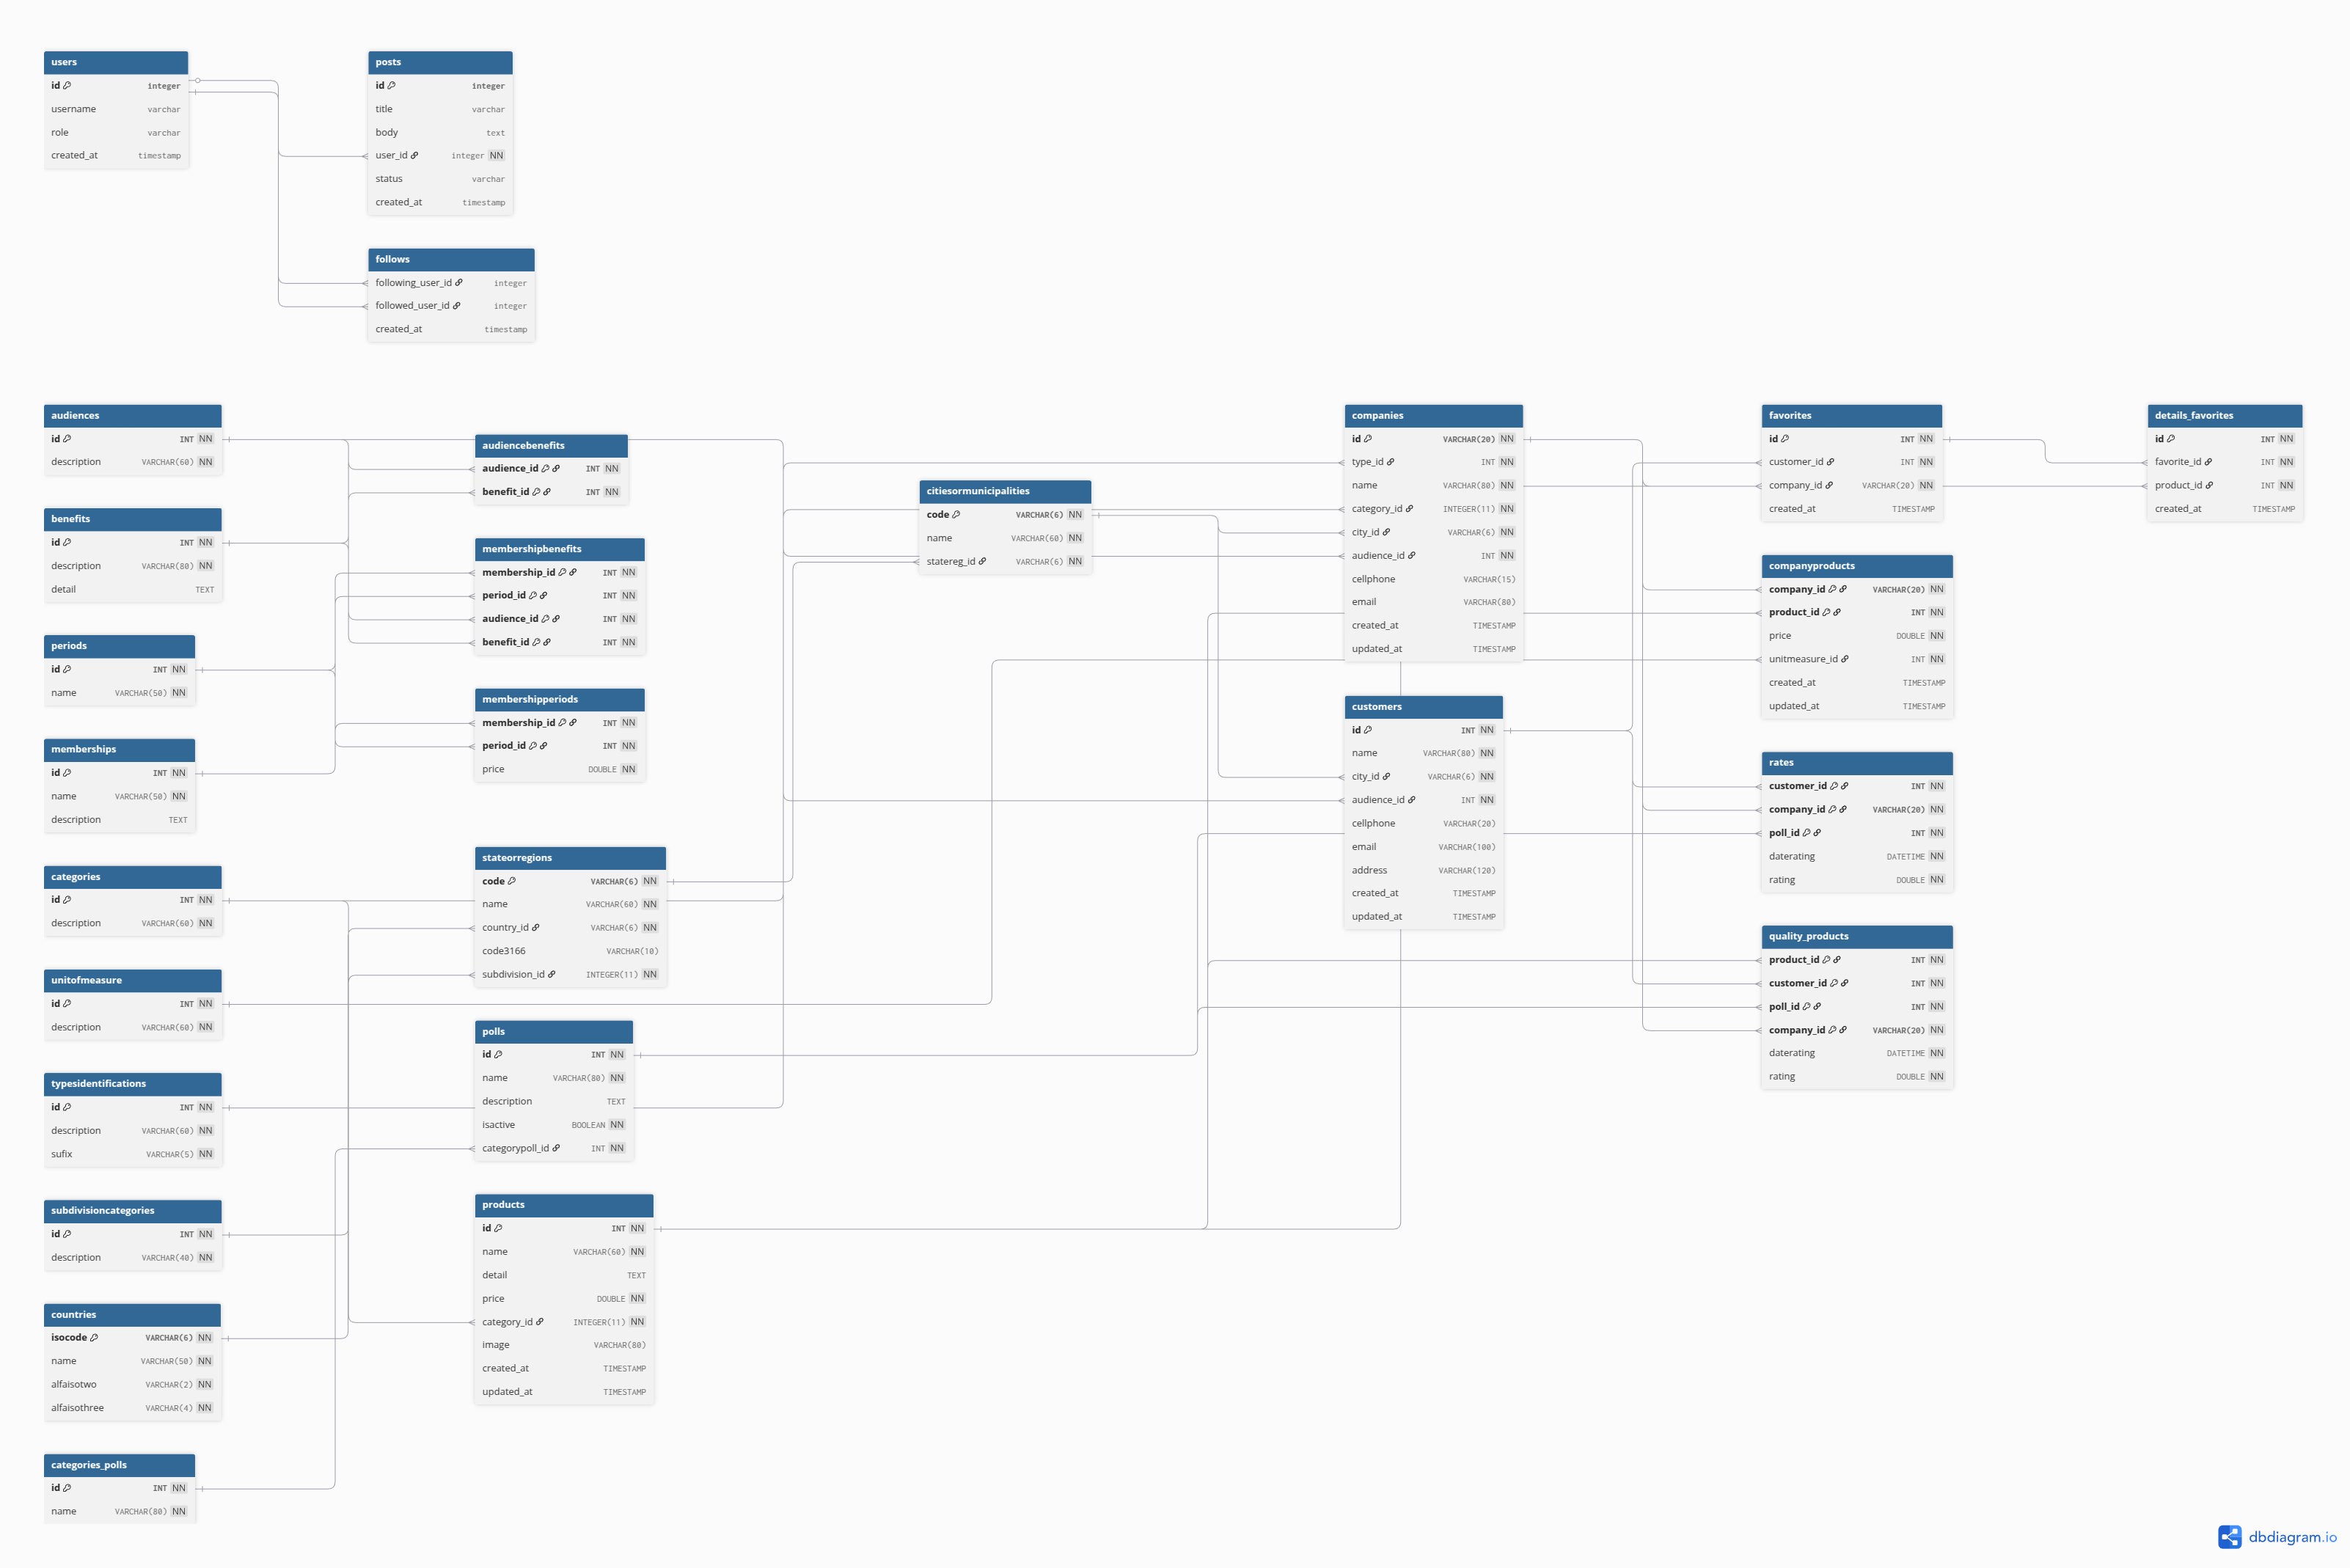 users
id integer
username varchar
role varchar
created_at timestamp
posts
id integer
title varchar
body text
user_id integer NN
status varchar
created_at timestamp
follows
following_user_id integer
followed_user_id integer
created_at timestamp
audiences
id INT NN
description VARCHAR(60) NN
benefits
id INT NN
description VARCHAR(80) NN
detail TEXT
periods
id INT NN
name VARCHAR(50) NN
memberships
id INT NN
name VARCHAR(50) NN
description TEXT
categories
id INT NN
description VARCHAR(60) NN
unitofmeasure
id INT NN
description VARCHAR(60) NN
typesidentifications
id INT NN
description VARCHAR(60) NN
sufix VARCHAR(5) NN
subdivisioncategories
id INT NN
description VARCHAR(40) NN
countries
isocode VARCHAR(6) NN
name VARCHAR(50) NN
alfaisotwo VARCHAR(2) NN
alfaisothree VARCHAR(4) NN
categories_polls
id INT NN
name VARCHAR(80) NN
audiencebenefits
audience_id INT NN
benefit_id INT NN
membershipbenefits
membership_id INT NN
period_id INT NN
audience_id INT NN
benefit_id INT NN
membershipperiods
membership_id INT NN
period_id INT NN
price DOUBLE NN
stateorregions
code VARCHAR(6) NN
name VARCHAR(60) NN
country_id VARCHAR(6) NN
code3166 VARCHAR(10)
subdivision_id INTEGER(11) NN
polls
id INT NN
name VARCHAR(80) NN
description TEXT
isactive BOOLEAN NN
categorypoll_id INT NN
products
id INT NN
name VARCHAR(60) NN
detail TEXT
price DOUBLE NN
category_id INTEGER(11) NN
image VARCHAR(80)
created_at TIMESTAMP
updated_at TIMESTAMP
citiesormunicipalities
code VARCHAR(6) NN
name VARCHAR(60) NN
statereg_id VARCHAR(6) NN
companies
id VARCHAR(20) NN
type_id INT NN
name VARCHAR(80) NN
category_id INTEGER(11) NN
city_id VARCHAR(6) NN
audience_id INT NN
cellphone VARCHAR(15)
email VARCHAR(80)
created_at TIMESTAMP
updated_at TIMESTAMP
customers
id INT NN
name VARCHAR(80) NN
city_id VARCHAR(6) NN
audience_id INT NN
cellphone VARCHAR(20)
email VARCHAR(100)
address VARCHAR(120)
created_at TIMESTAMP
updated_at TIMESTAMP
favorites
id INT NN
customer_id INT NN
company_id VARCHAR(20) NN
created_at TIMESTAMP
companyproducts
company_id VARCHAR(20) NN
product_id INT NN
price DOUBLE NN
unitmeasure_id INT NN
created_at TIMESTAMP
updated_at TIMESTAMP
rates
customer_id INT NN
company_id VARCHAR(20) NN
poll_id INT NN
daterating DATETIME NN
rating DOUBLE NN
quality_products
product_id INT NN
customer_id INT NN
poll_id INT NN
company_id VARCHAR(20) NN
daterating DATETIME NN
rating DOUBLE NN
details_favorites
id INT NN
favorite_id INT NN
product_id INT NN
created_at TIMESTAMP
dbdiagram.io